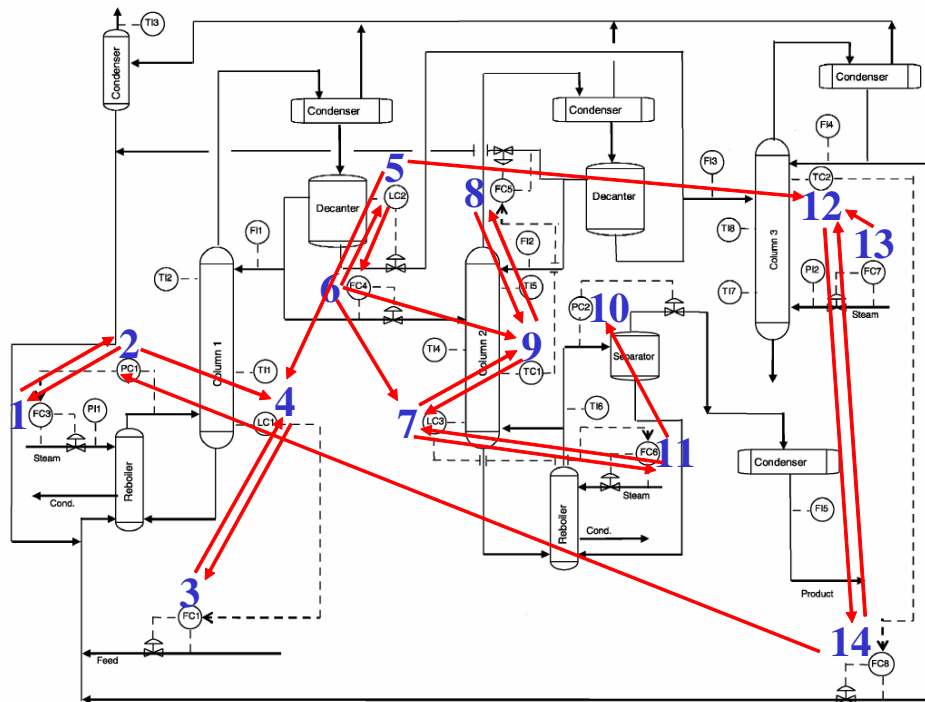 TI3
Condenser
Condenser
Condenser
FI4
FI3
5
FC5
TC2
LC2
8
12
Decanter
Decanter
13
FI1
FI2
TI8
Column 3
TI2
6
FC4
TI5
PI2
FC7
TI7
PC2
10
Steam
2
Column 1
Column 2
9
Separator
TI4
PC1
TI1
TC1
1
4
FC3
PI1
LC1
7
LC3
TI6
11
FC6
Steam
Reboiler
Condenser
Cond.
Reboiler
Steam
FI5
Cond.
3
Product
FC1
14
Feed
FC8